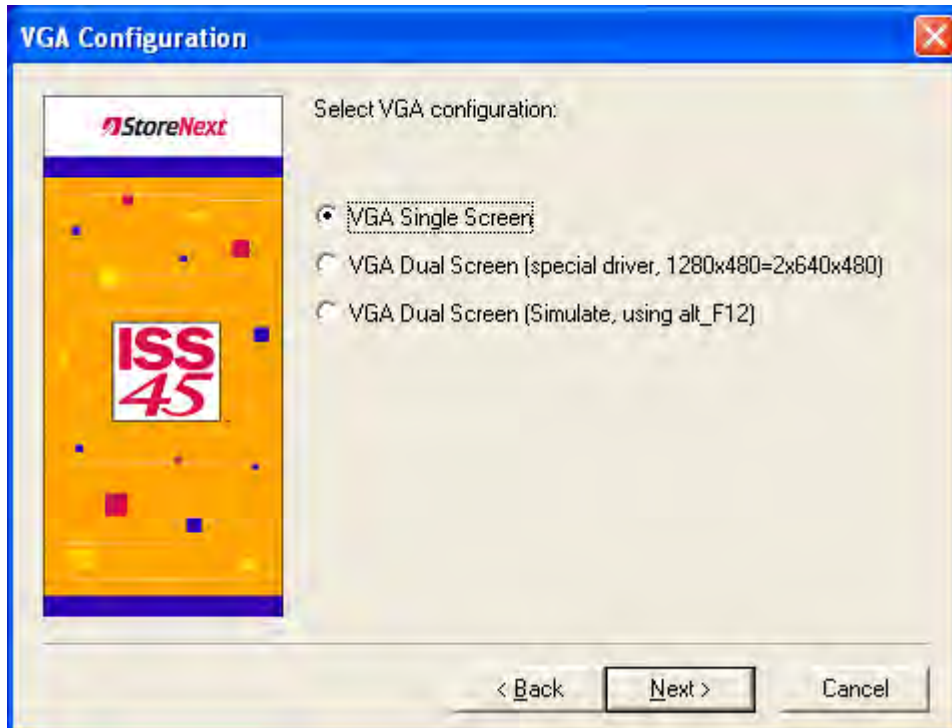 VGA Configuration
StoreNext
Select VGA configuration:
VGA Single Screen
VGA Dual Screen (special driver, 1280x480=2x640x480)
VGA Dual Screen (Simulate, using alt_F12)
ISS
45
< Back
Next >
Cancel